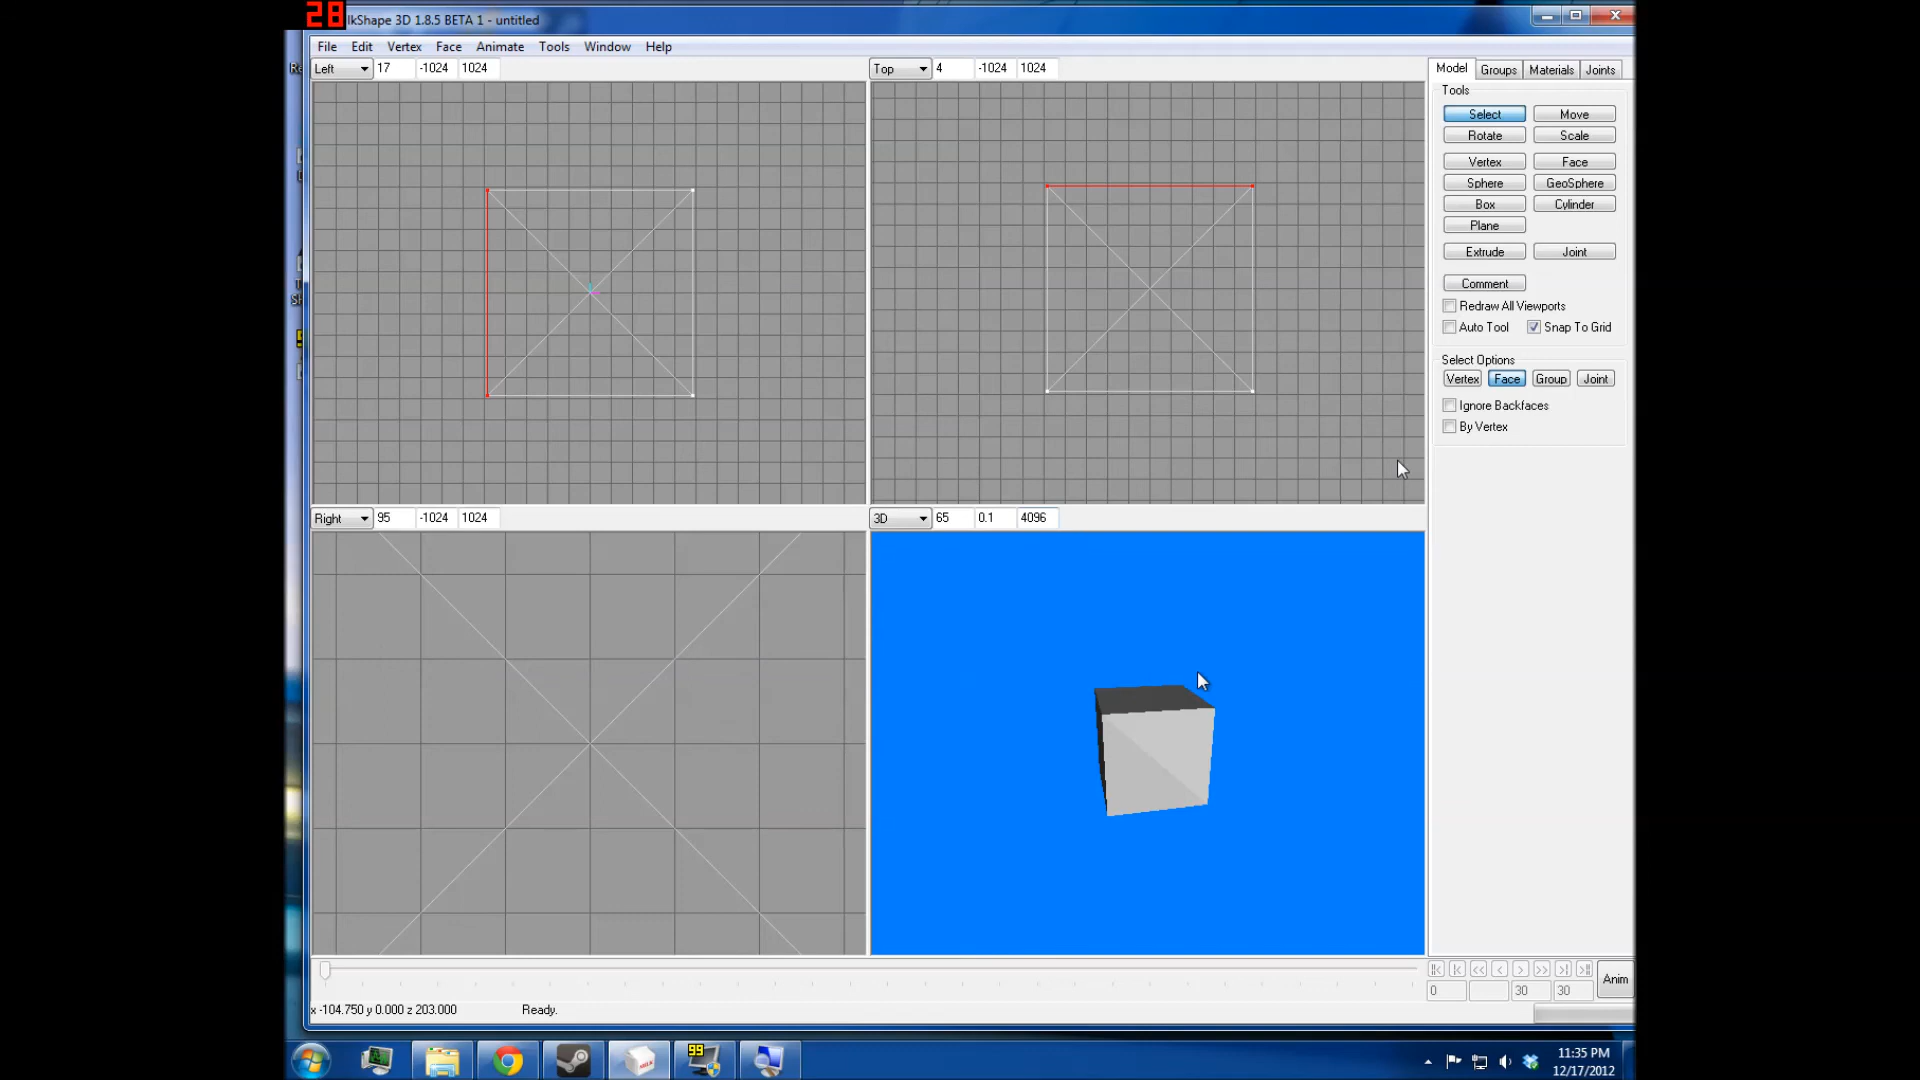 28
lkShape 3D 1.8.5 BETA 1 - untitled
File Edit Vertex Face Animate Tools Window Help
Left 17 -1024 1024
Top 4 -1024 1024
Model Groups Materials Joints
Tools
Select Move
Rotate Scale
Vertex Face
Sphere GeoSphere
Box Cylinder
Plane
Extrude Joint
Comment
Redraw All Viewports
Auto Tool Snap To Grid
Select Options
Vertex Face Group Joint
Ignore Backfaces
By Vertex
Right 95 -1024 1024
3D 65 0.1 4096
0 30 30
Anim
x -104.750 y 0.000 z 203.000 Ready.
99
11:35 PM
12/17/2012